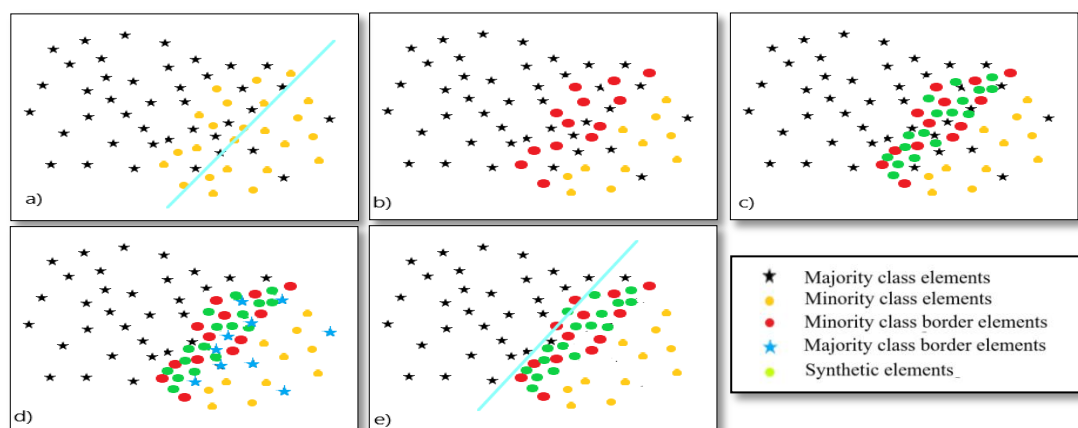 a)
b)
c)
d)
e)
Majority class elements
Minority class elements
Minority class border elements
Majority class border elements
Synthetic elements